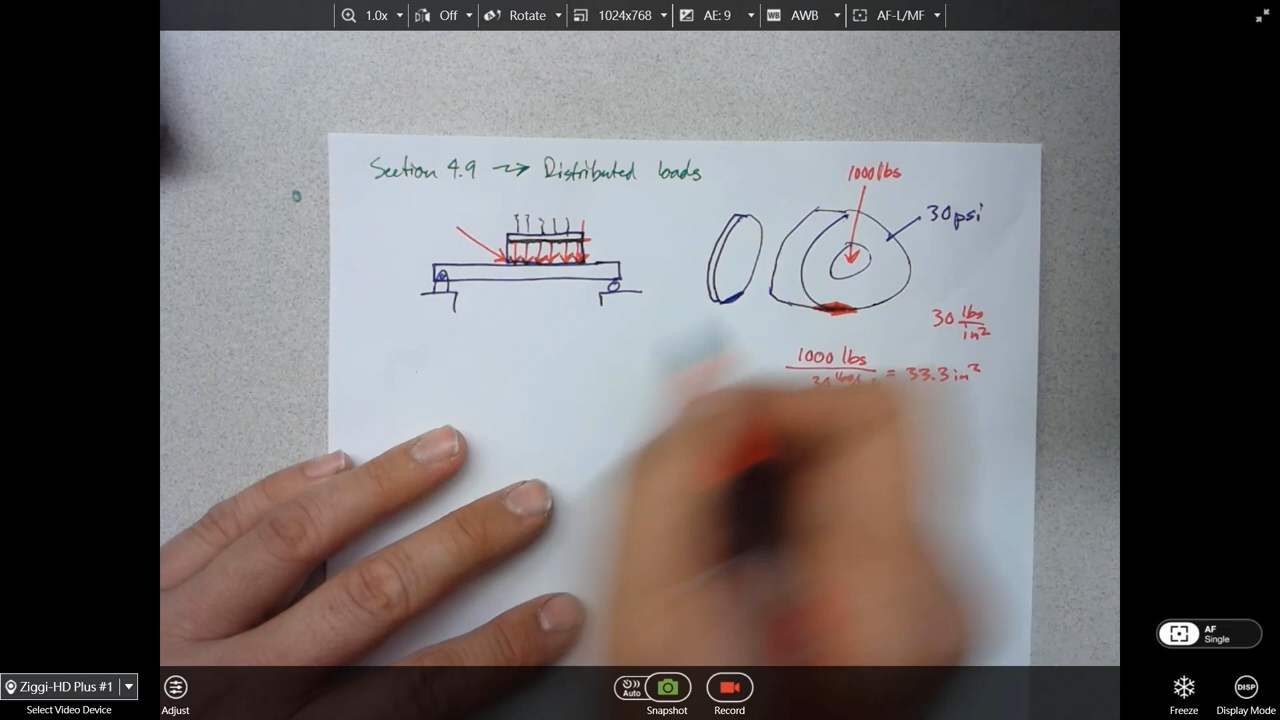 1.0x Off Rotate 1024x768 AE: 9 WB AWB AF-L/MF
Section 4.9 → Distributed loads
1000 lbs
30 psi
30 lbs/in²
1000 lbs
= 33.3 in²
AF
Single
Ziggi-HD Plus #1
Select Video Device
Adjust
Auto
Snapshot
Record
Freeze
DISP
Display Mode